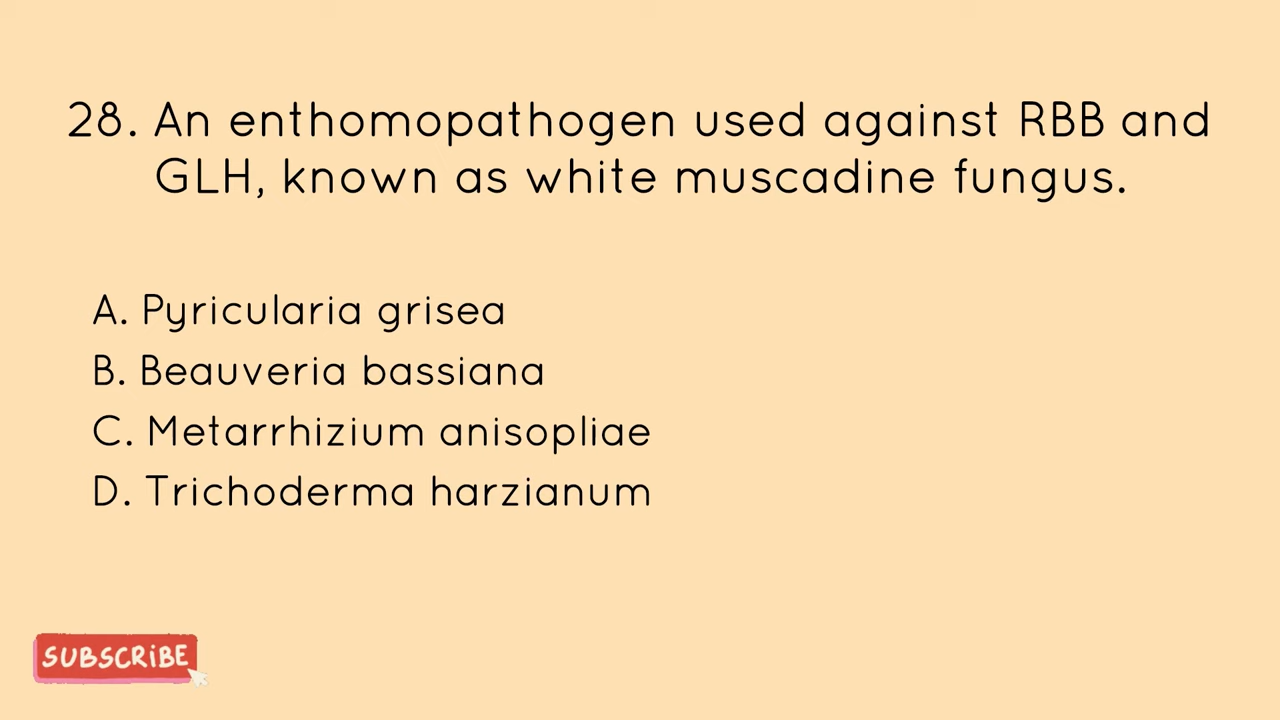 28. An enthomopathogen used against RBB and
GLH, known as white muscadine fungus.
A. Pyricularia grisea
B. Beauveria bassiana
C. Metarrhizium anisopliae
D. Trichoderma harzianum
SUBSCRiBE